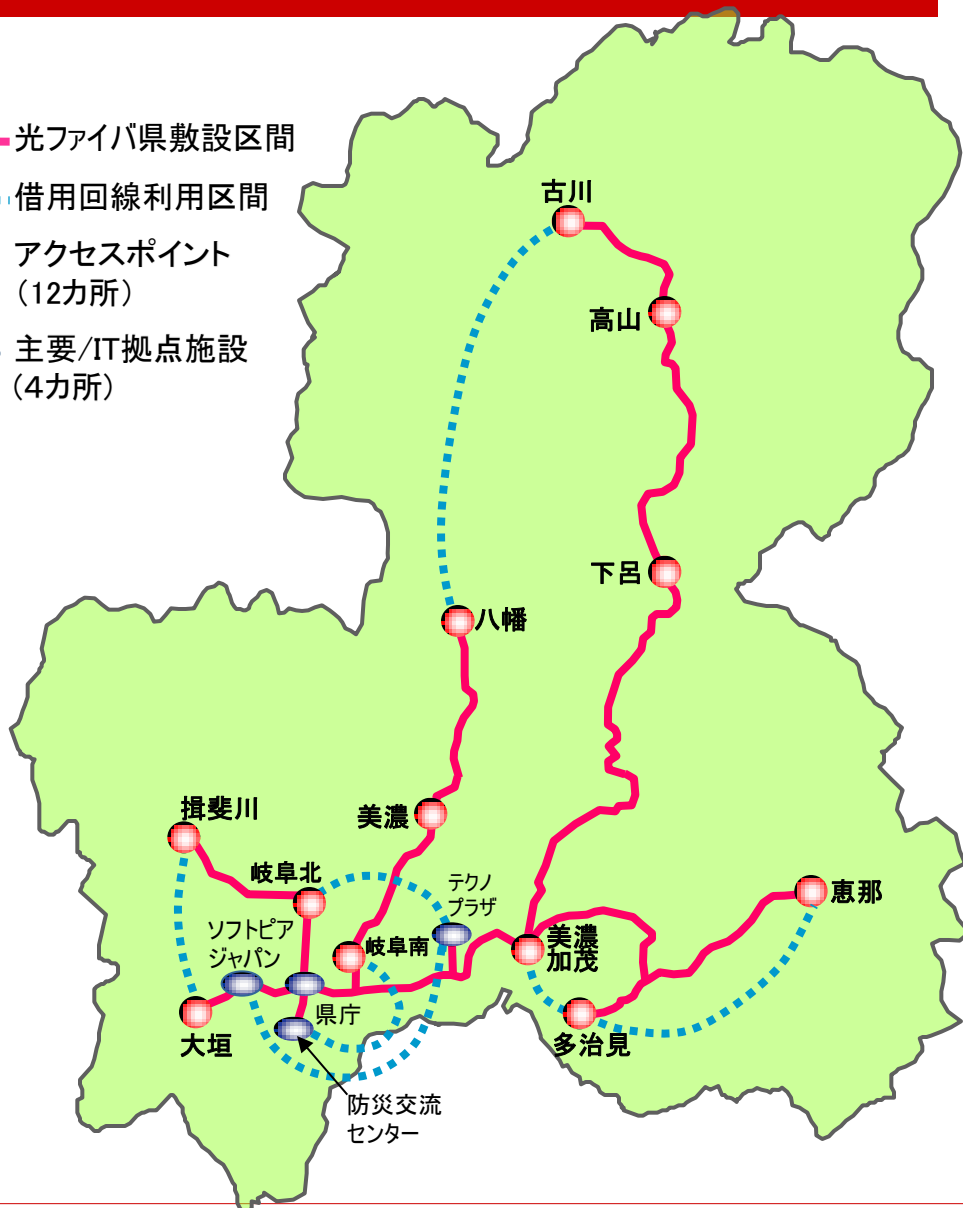 光ファイバ県敷設区間
借用回線利用区間
アクセスポイント
(12カ所)
主要/IT拠点施設
(4カ所)
古川
高山
下呂
八幡
美濃
揖斐川
岐阜北
テクノ
プラザ
恵那
ソフトピア
ジャパン
岐阜南
美濃
加茂
県庁
大垣
多治見
防災交流
センター